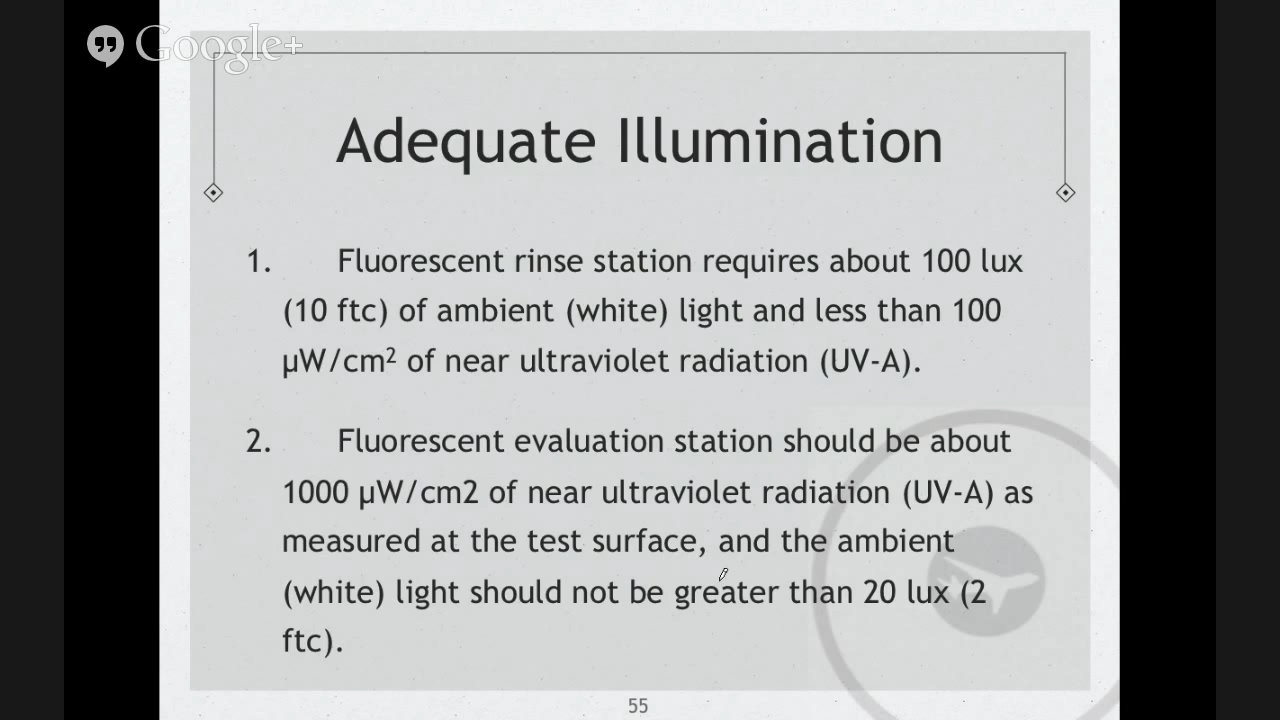 Google+
Adequate Illumination
1. Fluorescent rinse station requires about 100 lux
(10 ftc) of ambient (white) light and less than 100
µW/cm² of near ultraviolet radiation (UV-A).
2. Fluorescent evaluation station should be about
1000 µW/cm2 of near ultraviolet radiation (UV-A) as
measured at the test surface, and the ambient
(white) light should not be greater than 20 lux (2
ftc).
55